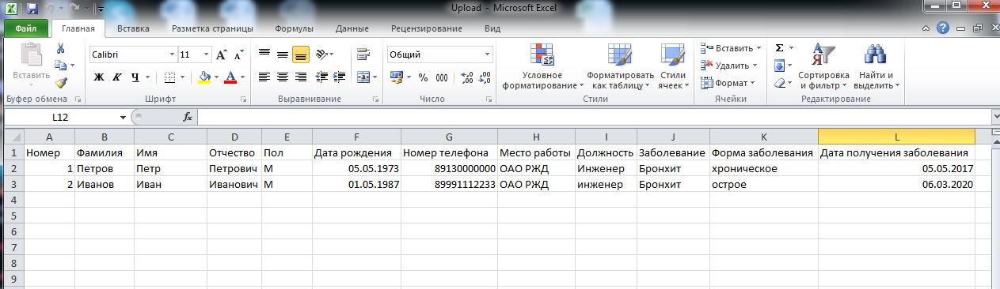 Upload - Microsoft Excel
Файл Главная Вставка Разметка страницы Формулы Данные Рецензирование Вид
Вставить
Буфер обмена
Calibri 11
Ж К Ч
Шрифт
Выравнивание
Общий
% 000
Число
Условное форматирование
Форматировать как таблицу
Стили ячеек
Стили
Вставить
Удалить
Формат
Ячейки
Σ
Сортировка и фильтр
Найти и выделить
Редактирование
L12 fx
A B C D E F G H I J K L
1 Номер Фамилия Имя Отчество Пол Дата рождения Номер телефона Место работы Должность Заболевание Форма заболевания Дата получения заболевания
2 1 Петров Петр Петрович М 05.05.1973 89130000000 ОАО РЖД Инженер Бронхит хроническое 05.05.2017
3 2 Иванов Иван Иванович М 01.05.1987 89991112233 ОАО РЖД инженер Бронхит острое 06.03.2020
4
5
6
7
8
9